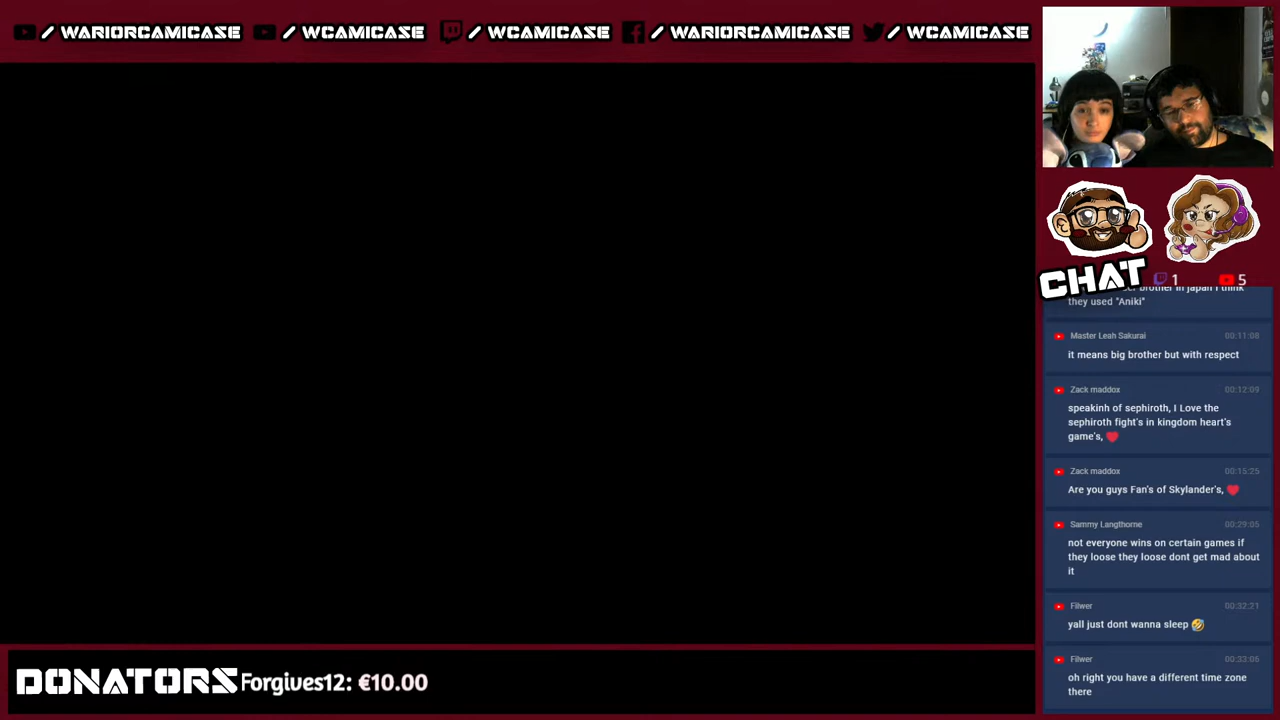 / WARIORCAMICASE / WCAMICASE / WCAMICASE / WARIORCAMICASE / WCAMICASE
CHAT
1
5
brother in japan i think
they used "Aniki"
Master Leah Sakurai 00:11:08
it means big brother but with respect
Zack maddox 00:12:09
speakinh of sephiroth, I Love the
sephiroth fight's in kingdom heart's
game's, ❤️
Zack maddox 00:15:25
Are you guys Fan's of Skylander's, ❤️
Sammy Langthorne 00:29:05
not everyone wins on certain games if
they loose they loose dont get mad about
it
Filwer 00:32:21
yall just dont wanna sleep 🤣
Filwer 00:33:06
oh right you have a different time zone
there
DONATORS Forgives12: €10.00